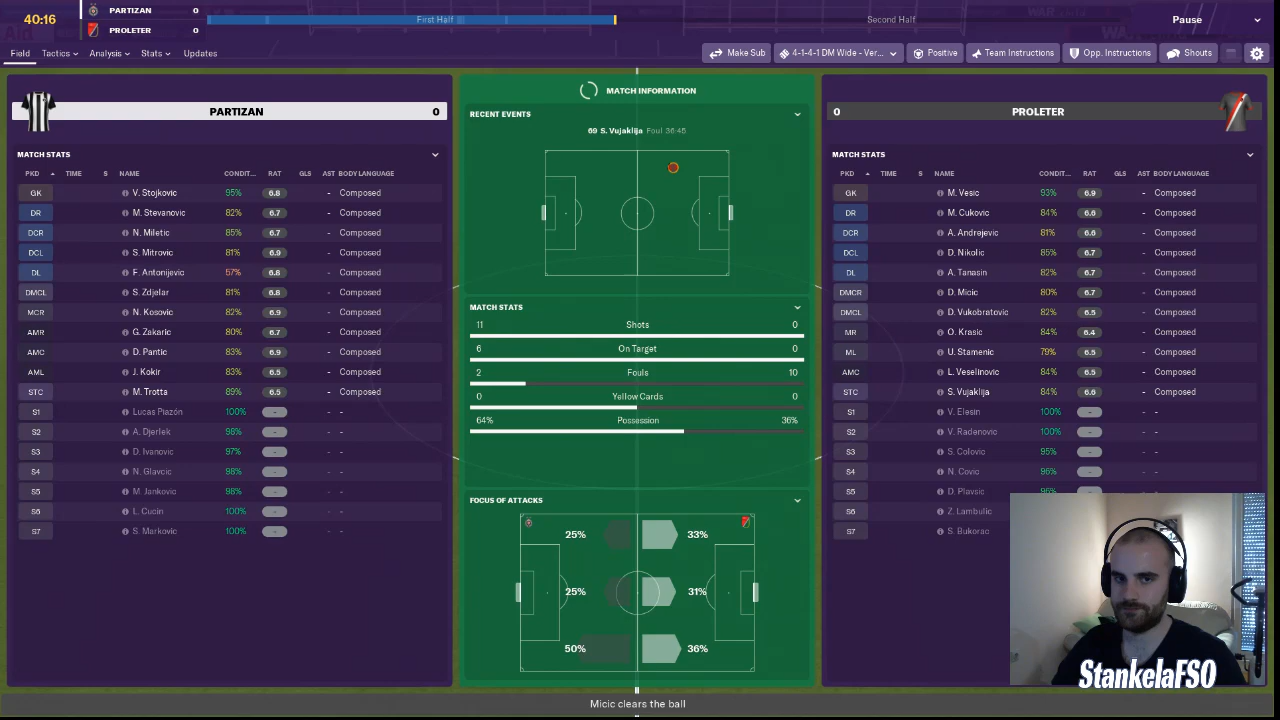 40:16
PARTIZAN 0
PROLETER 0
First Half
Second Half
Pause
Field Tactics Analysis Stats Updates
Make Sub 4-1-4-1 DM Wide - Ver... Positive Team Instructions Opp. Instructions Shouts
PARTIZAN 0
MATCH STATS
PKD TIME S NAME CONDIT... RAT GLS AST BODY LANGUAGE
GK V. Stojkovic 95% 6.8 - Composed
DR M. Stevanovic 82% 6.7 - Composed
DCR N. Miletic 85% 6.7 - Composed
DCL S. Mitrovic 81% 6.9 - Composed
DL F. Antonijevic 57% 6.8 - Composed
DMCL S. Zdjelar 81% 6.8 - Composed
MCR N. Kosovic 82% 6.9 - Composed
AMR G. Zakaric 80% 6.7 - Composed
AMC D. Pantic 83% 6.9 - Composed
AML J. Kokir 83% 6.5 - Composed
STC M. Trotta 89% 6.5 - Composed
S1 Lucas Piazón 100% - - -
S2 A. Djerlek 98% - - -
S3 D. Ivanovic 97% - - -
S4 N. Glavcic 98% - - -
S5 M. Jankovic 98% - - -
S6 L. Cucin 100% - - -
S7 S. Markovic 100% - - -
MATCH INFORMATION
RECENT EVENTS
69 S. Vujaklija Foul 36:45
MATCH STATS
11 Shots 0
6 On Target 0
2 Fouls 10
0 Yellow Cards 0
64% Possession 36%
FOCUS OF ATTACKS
25% 33%
25% 31%
50% 36%
0 PROLETER
MATCH STATS
PKD TIME S NAME CONDIT... RAT GLS AST BODY LANGUAGE
GK M. Vesic 93% 6.9 - Composed
DR M. Cukovic 84% 6.6 - Composed
DCR A. Andrejevic 81% 6.6 - Composed
DCL D. Nikolic 85% 6.7 - Composed
DL A. Tanasin 82% 6.7 - Composed
DMCR D. Micic 80% 6.7 - Composed
DMCL D. Vukobratovic 82% 6.5 - Composed
MR O. Krasic 84% 6.4 - Composed
ML U. Stamenic 79% 6.5 - Composed
AMC L. Veselinovic 84% 6.5 - Composed
STC S. Vujaklija 84% 6.6 - Composed
S1 V. Elesin 100% - - -
S2 V. Radenovic 100% - - -
S3 S. Colovic 95% - - -
S4 N. Covic 96% - - -
S5 D. Plavsic
S6 Z. Lambulic
S7 S. Bukorac
StankelaFSO
Micic clears the ball